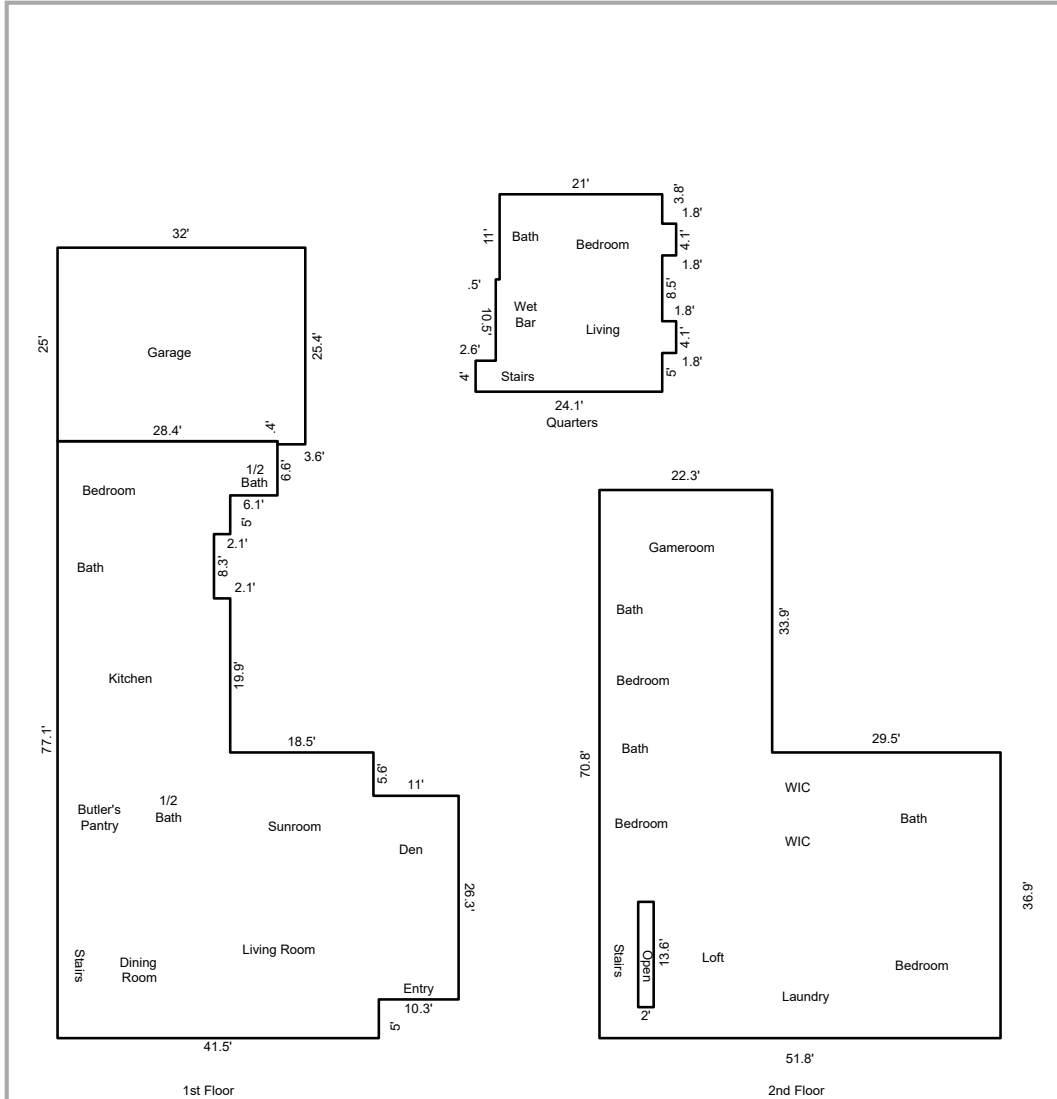 21'
3.8'
1.8'
11'
Bath
Bedroom
4.1'
1.8'
.5'
8.5'
Wet
Bar
10.5'
Living
1.8'
4.1'
1.8'
2.6'
4'
Stairs
5'
24.1'
Quarters
32'
25'
Garage
25.4'
28.4'
.4'
3.6'
1/2
Bath
6.6'
Bedroom
6.1'
5'
2.1'
Bath
8.3'
2.1'
Kitchen
19.9'
77.1'
18.5'
5.6'
11'
Butler's
Pantry
1/2
Bath
Sunroom
Den
26.3'
Stairs
Dining
Room
Living Room
Entry
10.3'
5'
41.5'
1st Floor
22.3'
Gameroom
Bath
33.9'
Bedroom
Bath
70.8'
29.5'
WIC
Bath
Bedroom
WIC
36.9'
Stairs
Open
13.6'
2'
Loft
Bedroom
Laundry
51.8'
2nd Floor